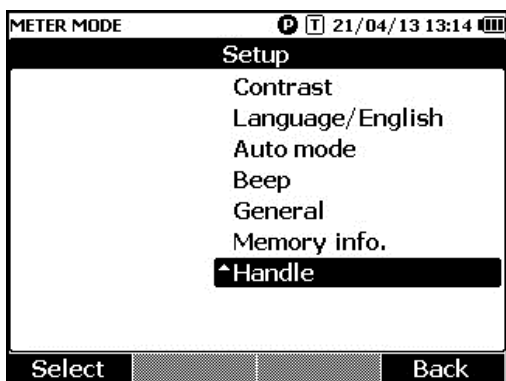 METER MODE P T 21/04/13 13:14
Setup
Contrast
Language/English
Auto mode
Beep
General
Memory info.
Handle
Select Back